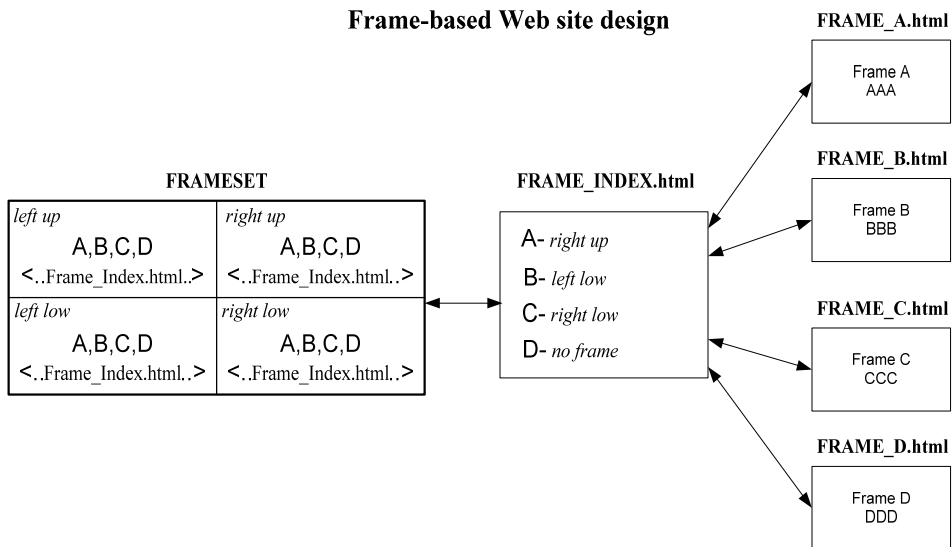 Frame-based Web site design
FRAMESET
left up
A,B,C,D
<..Frame_Index.html..>
right up
A,B,C,D
<..Frame_Index.html..>
left low
A,B,C,D
<..Frame_Index.html..>
right low
A,B,C,D
<..Frame_Index.html..>
FRAME_INDEX.html
A- right up
B- left low
C- right low
D- no frame
FRAME_A.html
Frame A
AAA
FRAME_B.html
Frame B
BBB
FRAME_C.html
Frame C
CCC
FRAME_D.html
Frame D
DDD